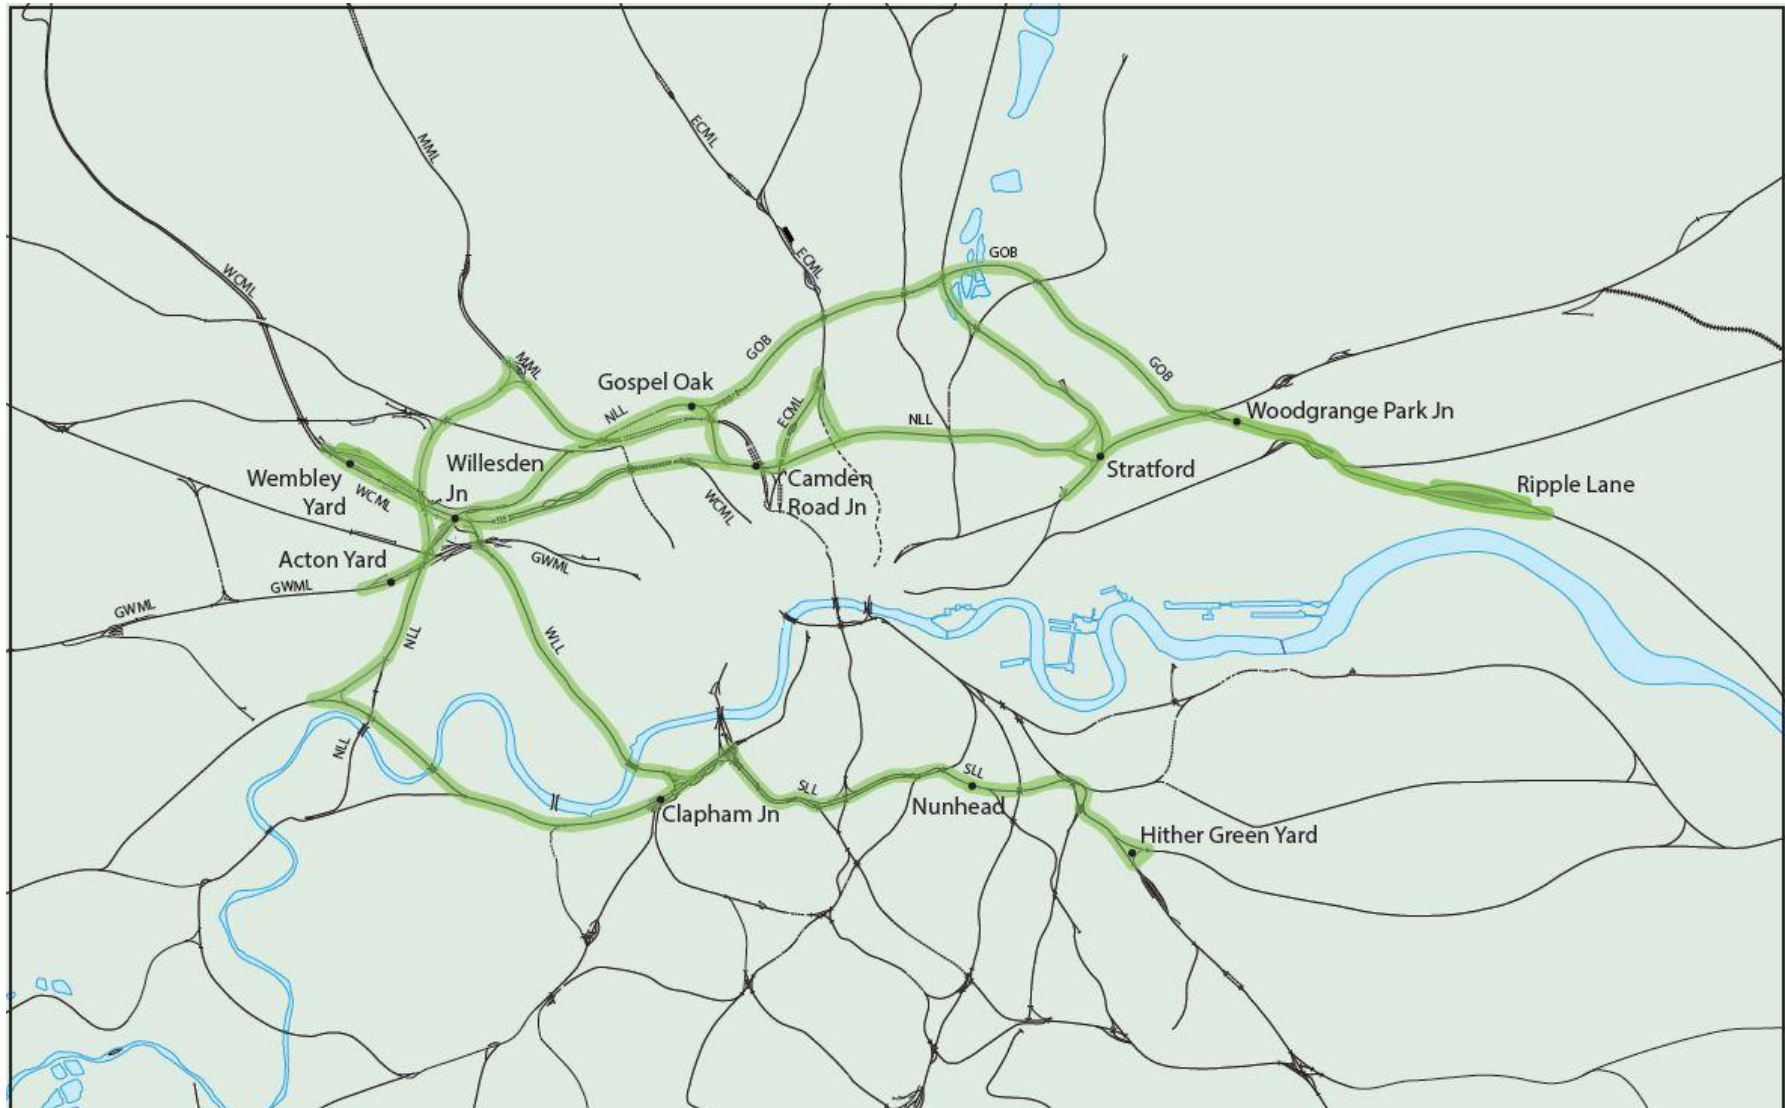 MML
ECML
WCML
ECML
GOB
MML
GOB
GOB
Gospel Oak
NLL
ECML
NLL
Woodgrange Park Jn
Wembley
Yard
WCML
Willesden
Jn
WCML
Camden
Road Jn
Stratford
Ripple Lane
Acton Yard
GWML
GWML
GWML
NLL
WLL
NLL
SLL
SLL
Clapham Jn
Nunhead
Hither Green Yard